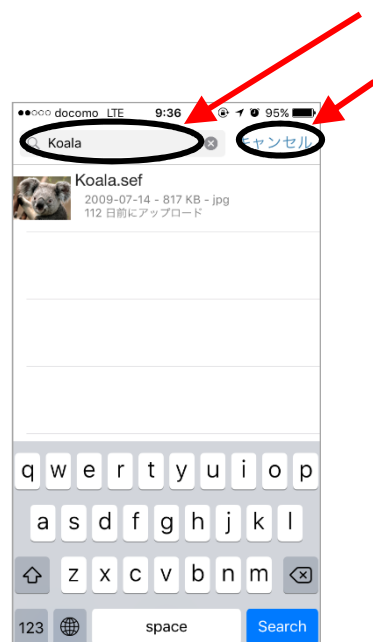 docomo LTE 9:36 95%
Koala キャンセル
Koala.sef
2009-07-14 - 817 KB - jpg
112 日前にアップロード
q w e r t y u i o p
a s d f g h j k l
z x c v b n m
123 space Search